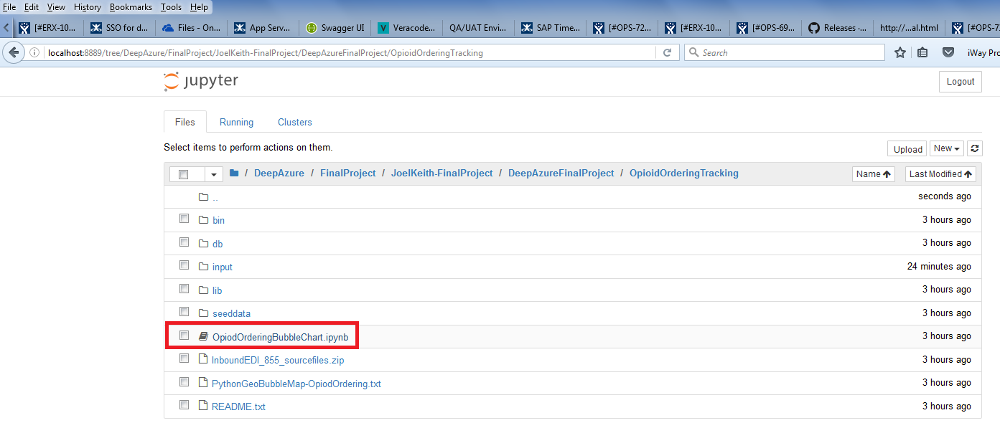 File Edit View History Bookmarks Tools Help
[#ERX-10... SSO for d... Files - On... App Serv... Swagger UI Veracode... QA/UAT Envi... SAP Time... [#OPS-72... [#ERX-10... [#OPS-69... Releases ·... http://...al.html [#OPS-7
localhost:8889/tree/DeepAzure/FinalProject/JoelKeith-FinalProject/DeepAzureFinalProject/OpioidOrderingTracking Search iWay Pro
jupyter Logout
Files Running Clusters
Select items to perform actions on them. Upload New
/ DeepAzure / FinalProject / JoelKeith-FinalProject / DeepAzureFinalProject / OpioidOrderingTracking Name Last Modified
.. seconds ago
bin 3 hours ago
db 3 hours ago
input 24 minutes ago
lib 3 hours ago
seeddata 3 hours ago
OpiodOrderingBubbleChart.ipynb 3 hours ago
InboundEDI_855_sourcefiles.zip 3 hours ago
PythonGeoBubbleMap-OpiodOrdering.txt 3 hours ago
README.txt 3 hours ago